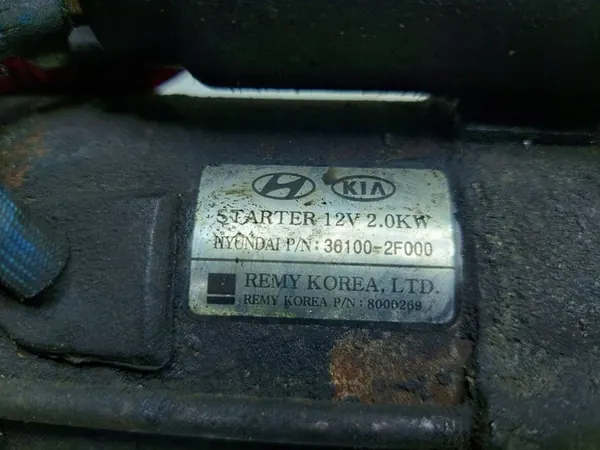 KIA
STARTER 12V 2.0KW
HYUNDAI P/N: 36100-2F000
REMY KOREA, LTD.
REMY KOREA P/N: 8000269